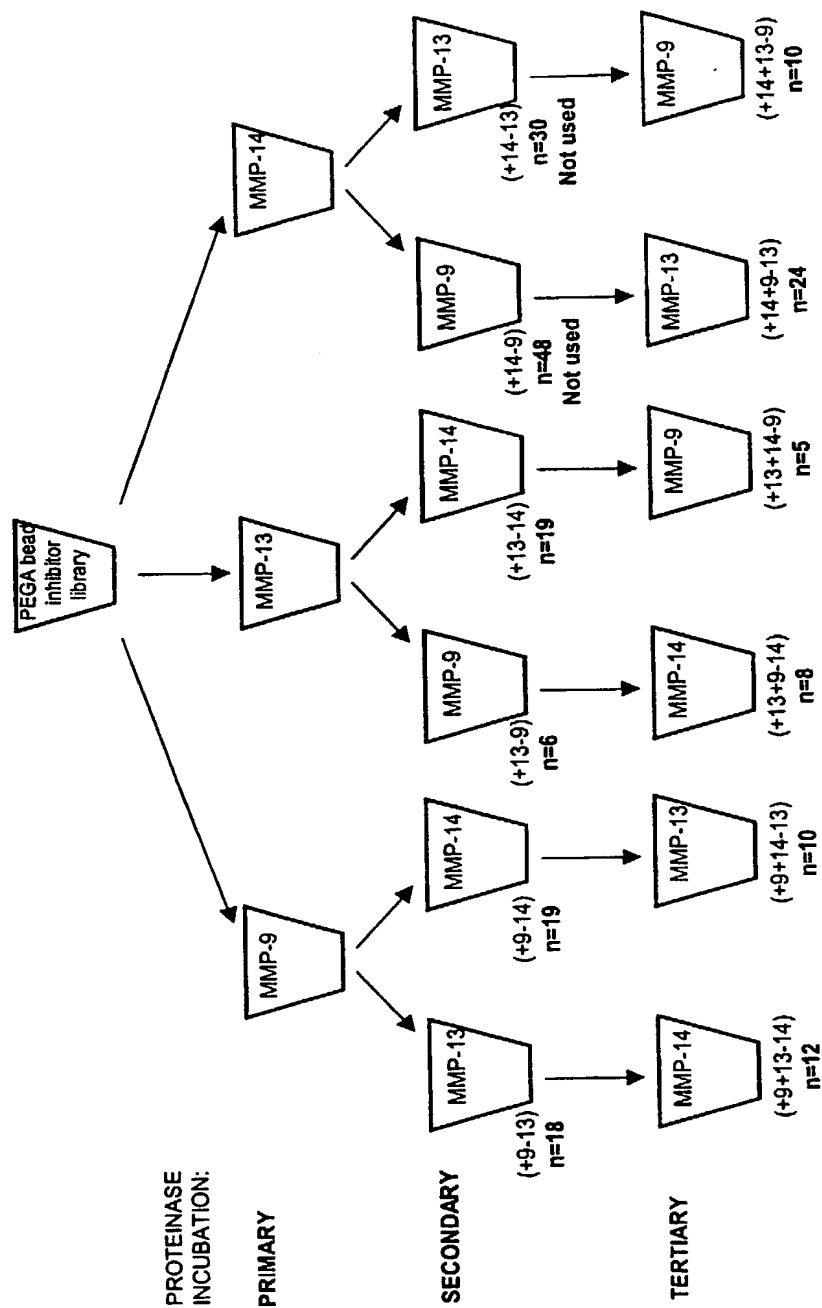 PEGA bead
inhibitor
library
PROTEINASE
INCUBATION:
PRIMARY
MMP-9
MMP-13
MMP-14
SECONDARY
MMP-13
(+9-13)
n=18
MMP-14
(+9-14)
n=19
MMP-9
(+13-9)
n=6
MMP-14
(+13-14)
n=19
MMP-9
(+14-9)
n=48
Not used
MMP-13
(+14-13)
n=30
Not used
TERTIARY
MMP-14
(+9+13-14)
n=12
MMP-13
(+9+14-13)
n=10
MMP-14
(+13+9-14)
n=8
MMP-9
(+13+14-9)
n=5
MMP-13
(+14+9-13)
n=24
MMP-9
(+14+13-9)
n=10